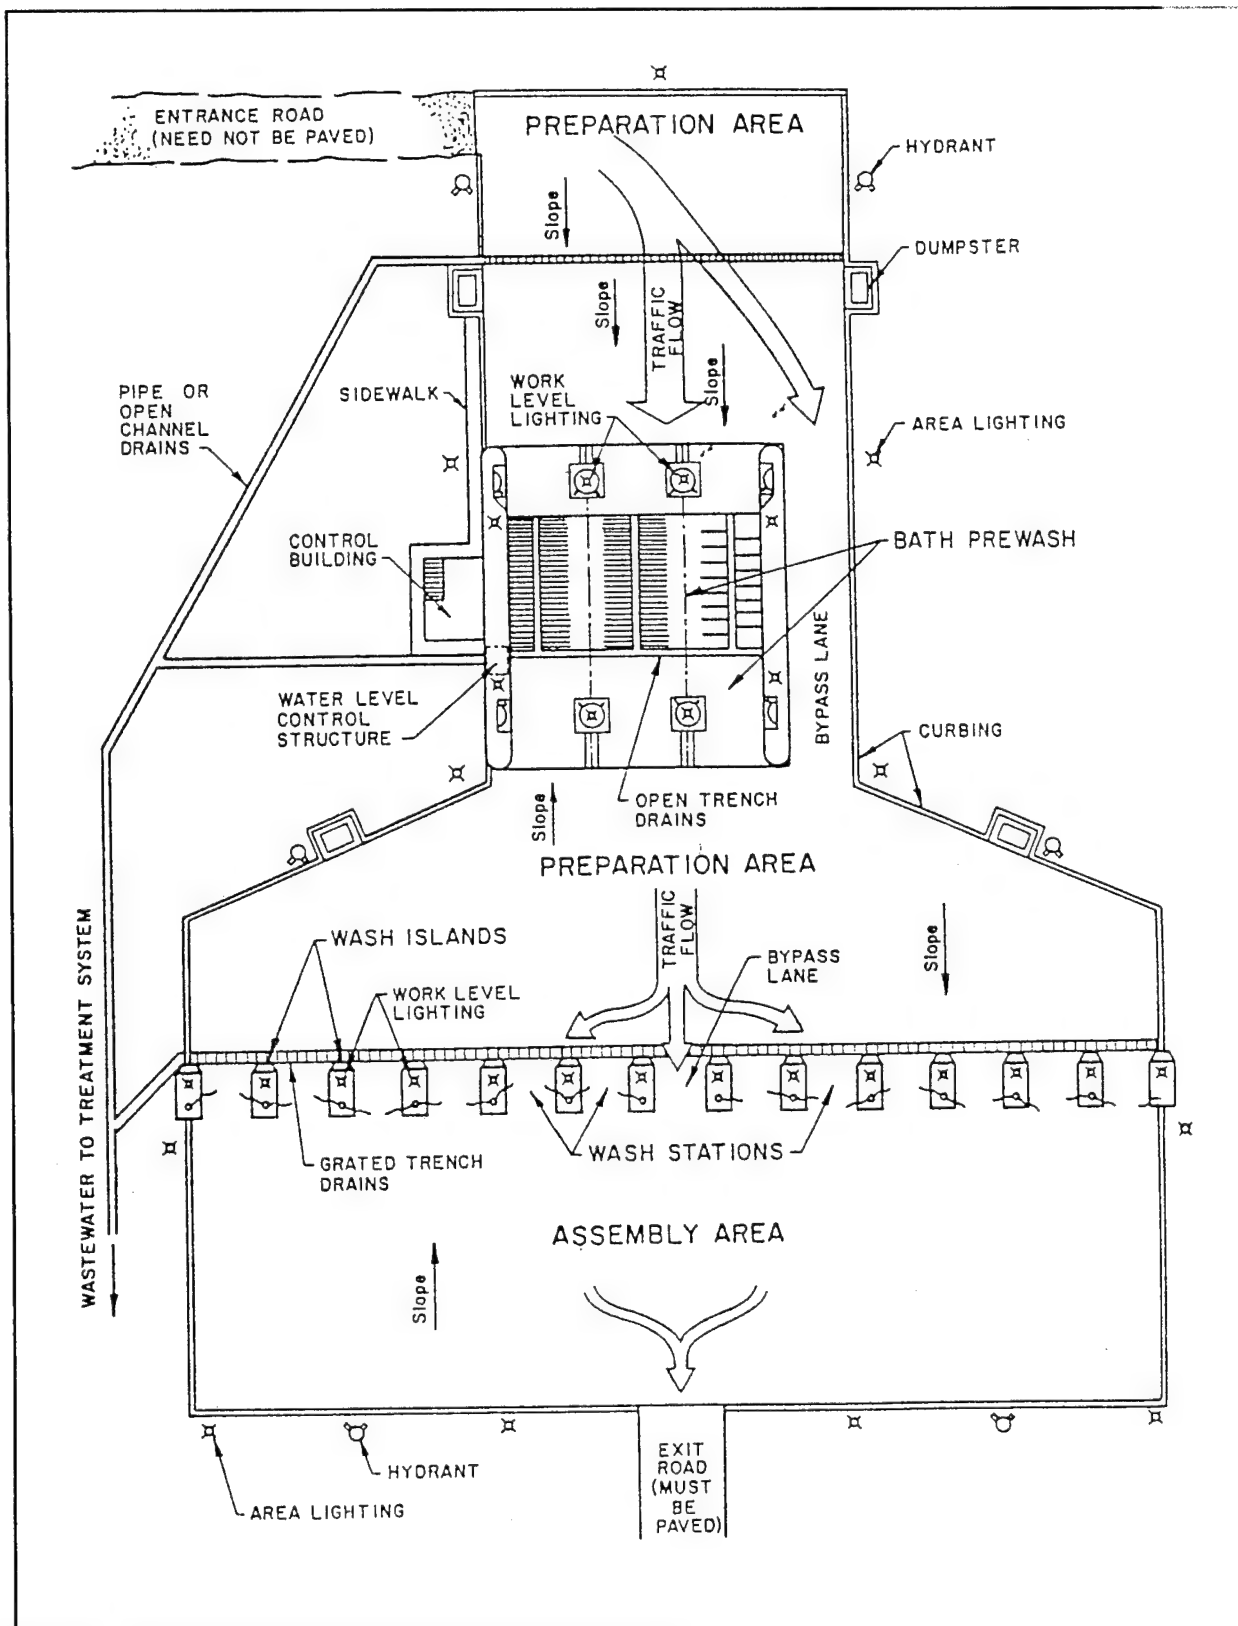 ENTRANCE ROAD
(NEED NOT BE PAVED)
PREPARATION AREA
HYDRANT
Slope
DUMPSTER
Slope
TRAFFIC
FLOW
Slope
PIPE OR
OPEN
CHANNEL
DRAINS
SIDEWALK
WORK
LEVEL
LIGHTING
AREA LIGHTING
CONTROL
BUILDING
BATH PREWASH
BYPASS LANE
WATER LEVEL
CONTROL
STRUCTURE
CURBING
OPEN TRENCH
DRAINS
Slope
PREPARATION AREA
WASTEWATER TO TREATMENT SYSTEM
WASH ISLANDS
TRAFFIC
FLOW
BYPASS
LANE
Slope
WORK LEVEL
LIGHTING
WASH STATIONS
GRATED TRENCH
DRAINS
ASSEMBLY AREA
Slope
EXIT
ROAD
(MUST
BE
PAVED)
HYDRANT
AREA LIGHTING